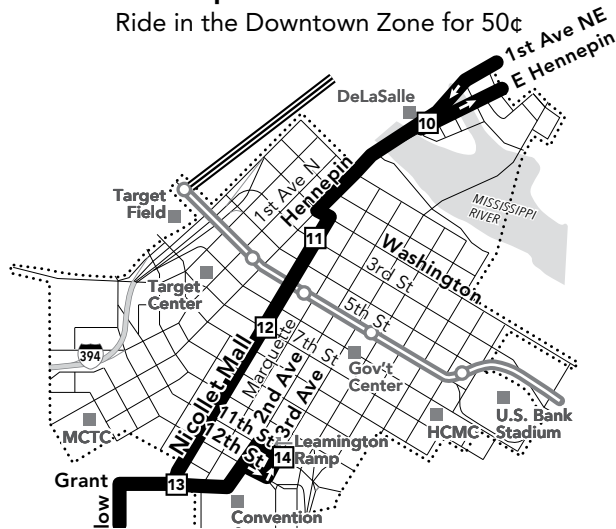 Ride in the Downtown Zone for 50¢
1st Ave NE
E Hennepin
DeLaSalle
10
MISSISSIPPI
RIVER
1st Ave N
Hennepin
Target
Field
11
Washington
3rd St
Target
Center
5th St
12
394
Nicollet Mall
Marquette
7th St
2nd Ave
3rd Ave
Gov't
Center
U.S. Bank
Stadium
HCMC
MCTC
11th St
12th St
Leamington
Ramp
14
Grant
13
low
Convention